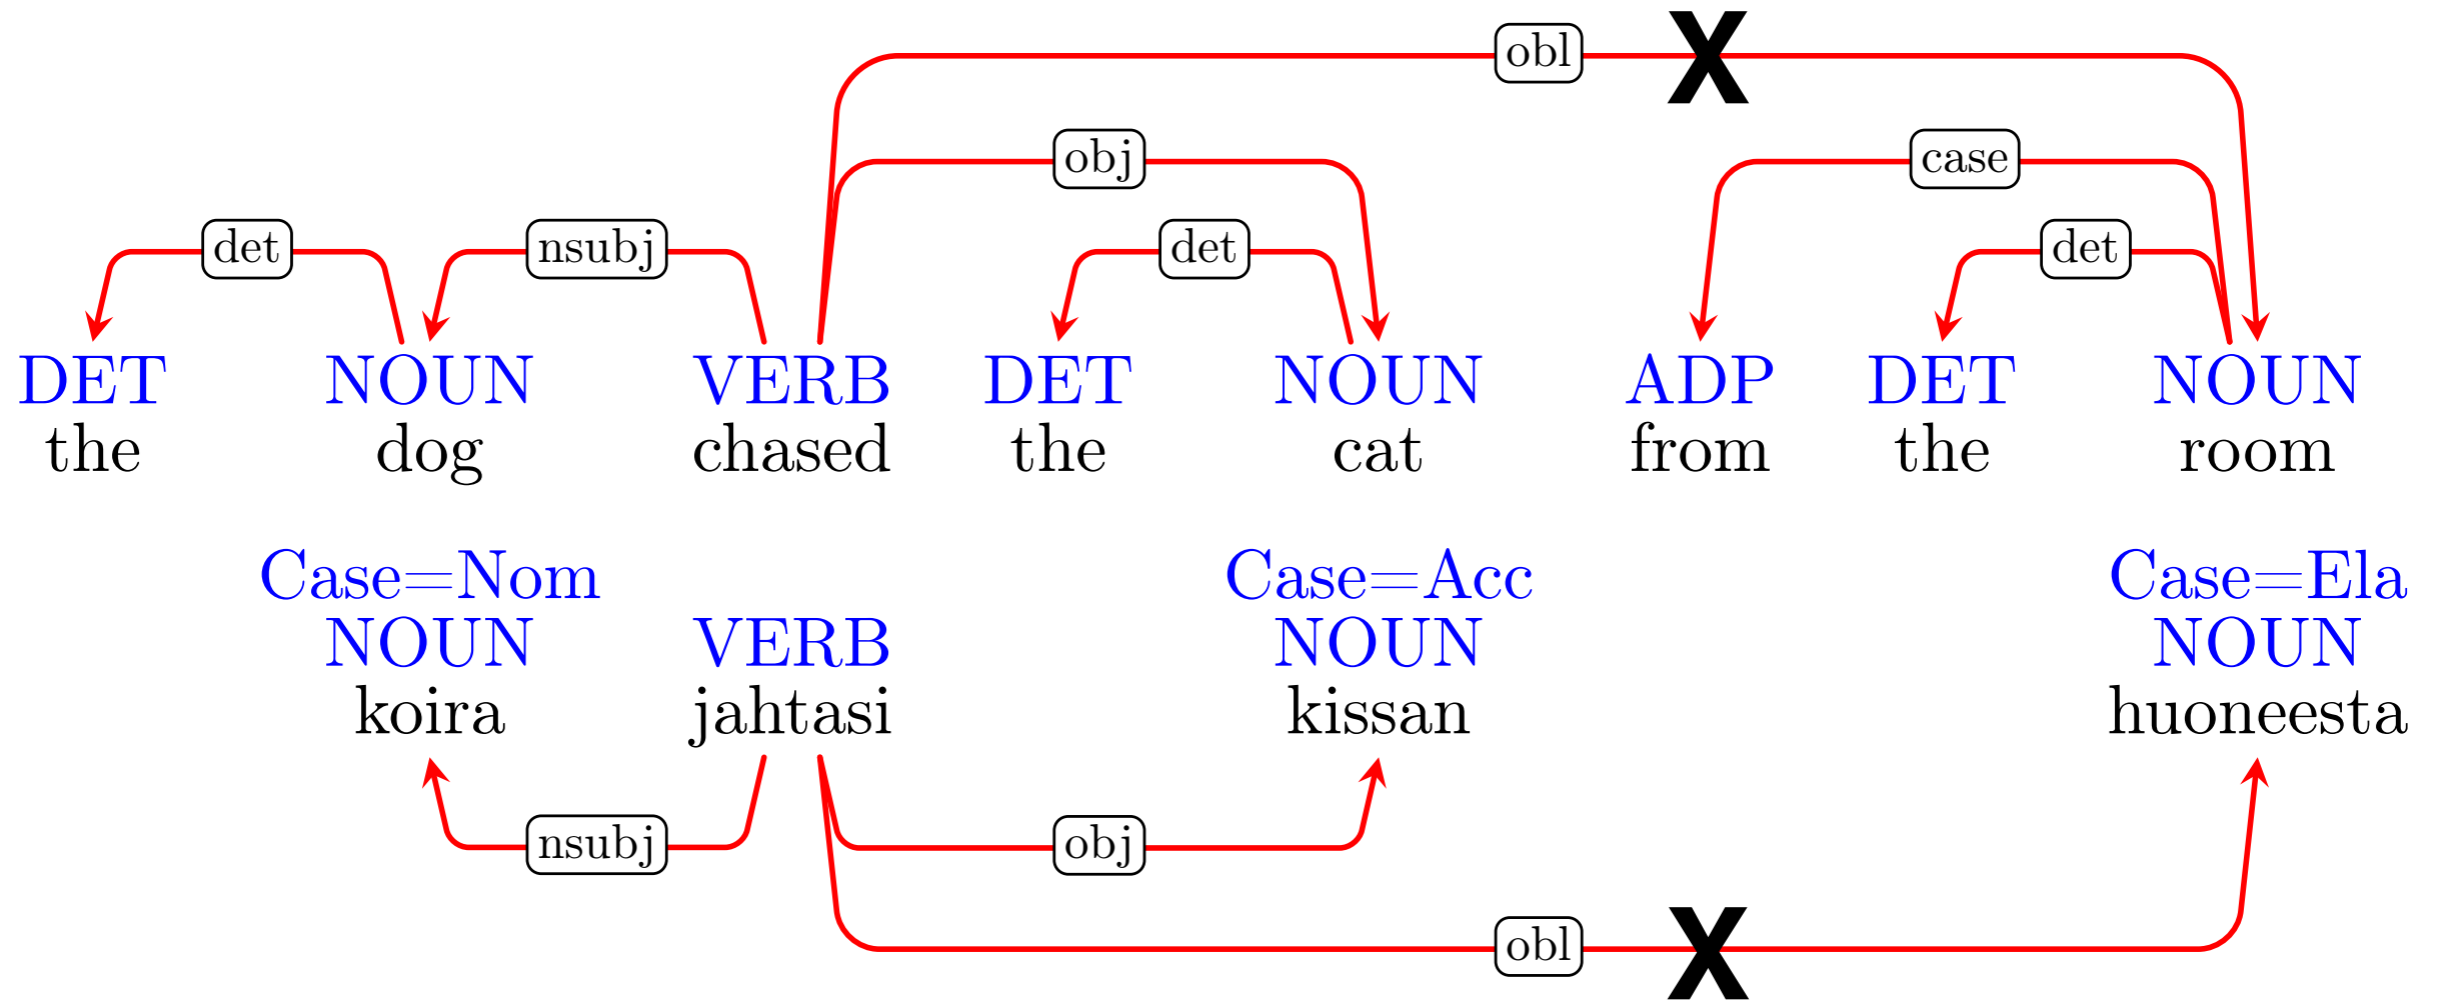 obl X
obj case
det nsubj det det
DET NOUN VERB DET NOUN ADP DET NOUN
the dog chased the cat from the room
Case=Nom Case=Acc Case=Ela
NOUN VERB NOUN NOUN
koira jahtasi kissan huoneesta
nsubj obj
obl X